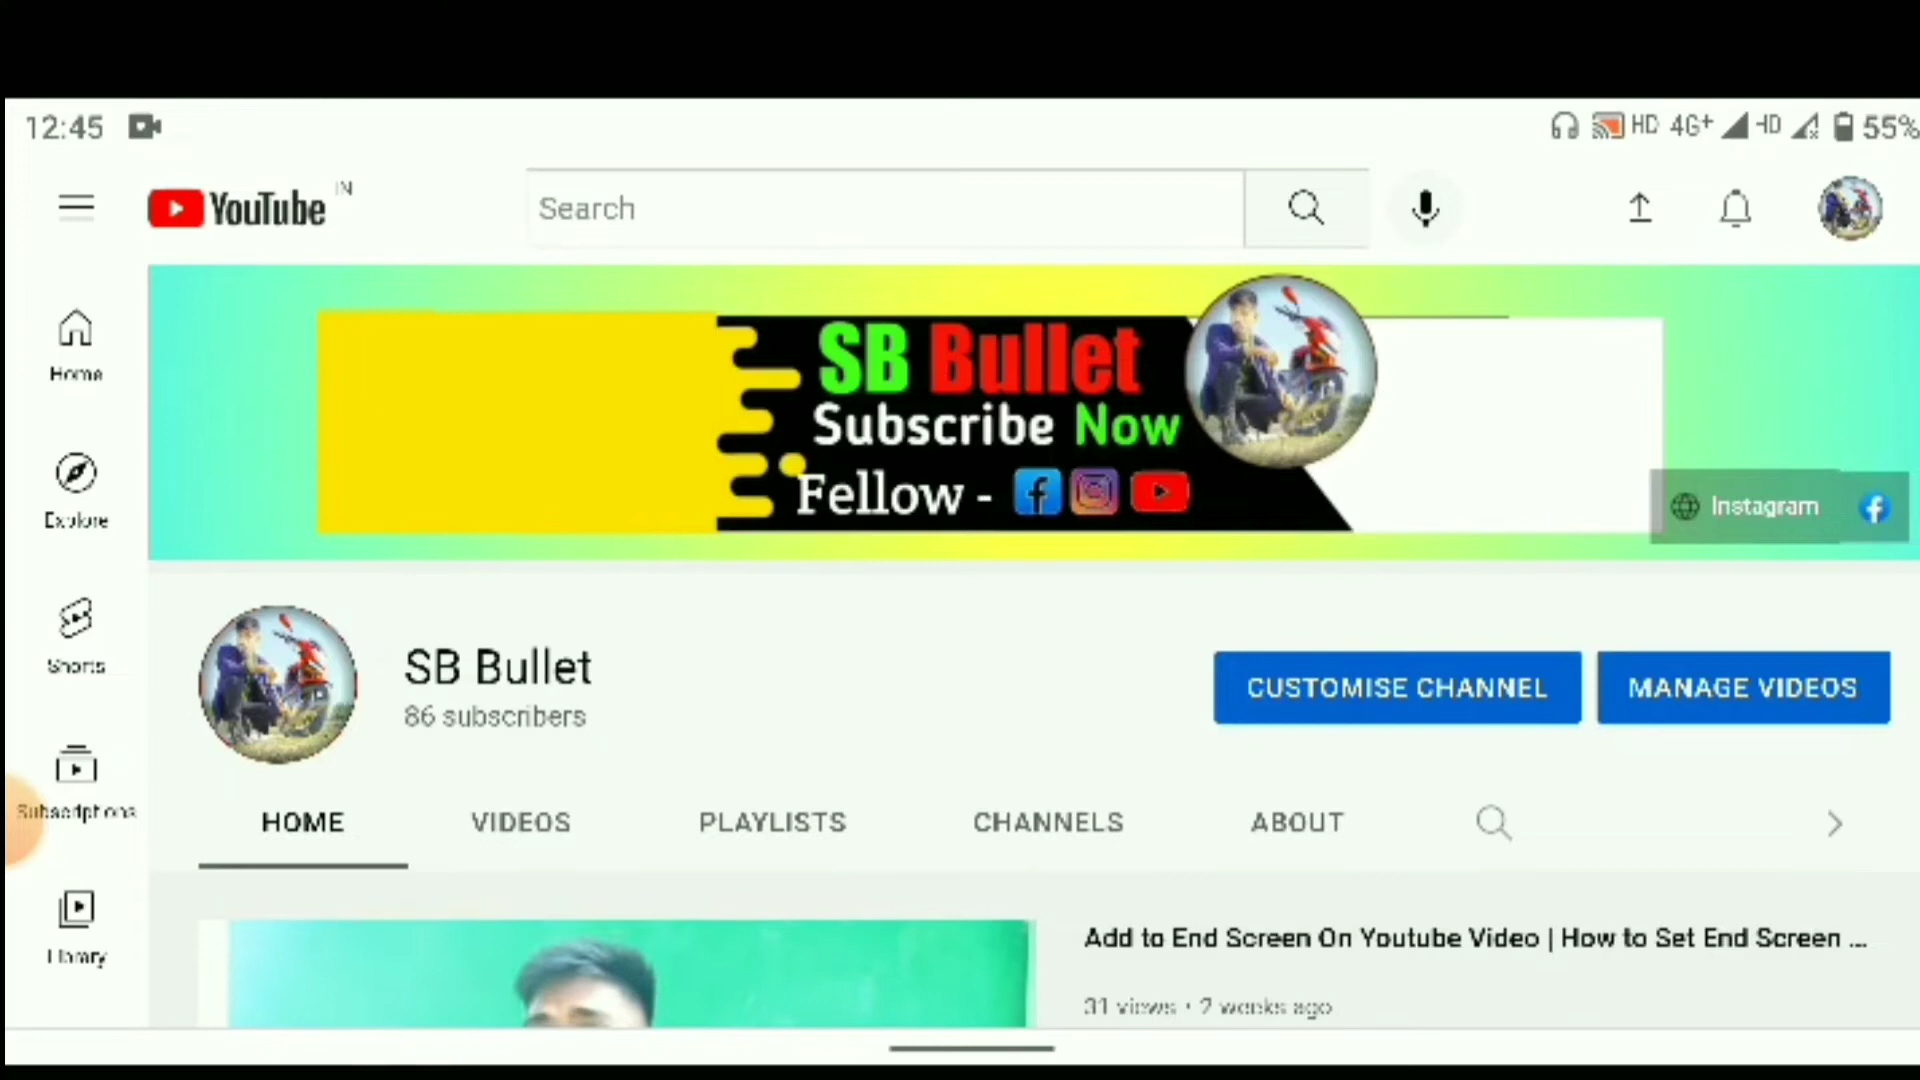 12:45
HD 4G+ HD 55%
YouTube IN
Search
Home
Explore
Shorts
Subscriptions
Library
SB Bullet
Subscribe Now
Fellow -
Instagram
SB Bullet
86 subscribers
CUSTOMISE CHANNEL
MANAGE VIDEOS
HOME
VIDEOS
PLAYLISTS
CHANNELS
ABOUT
Add to End Screen On Youtube Video | How to Set End Screen ...
31 views • 2 weeks ago